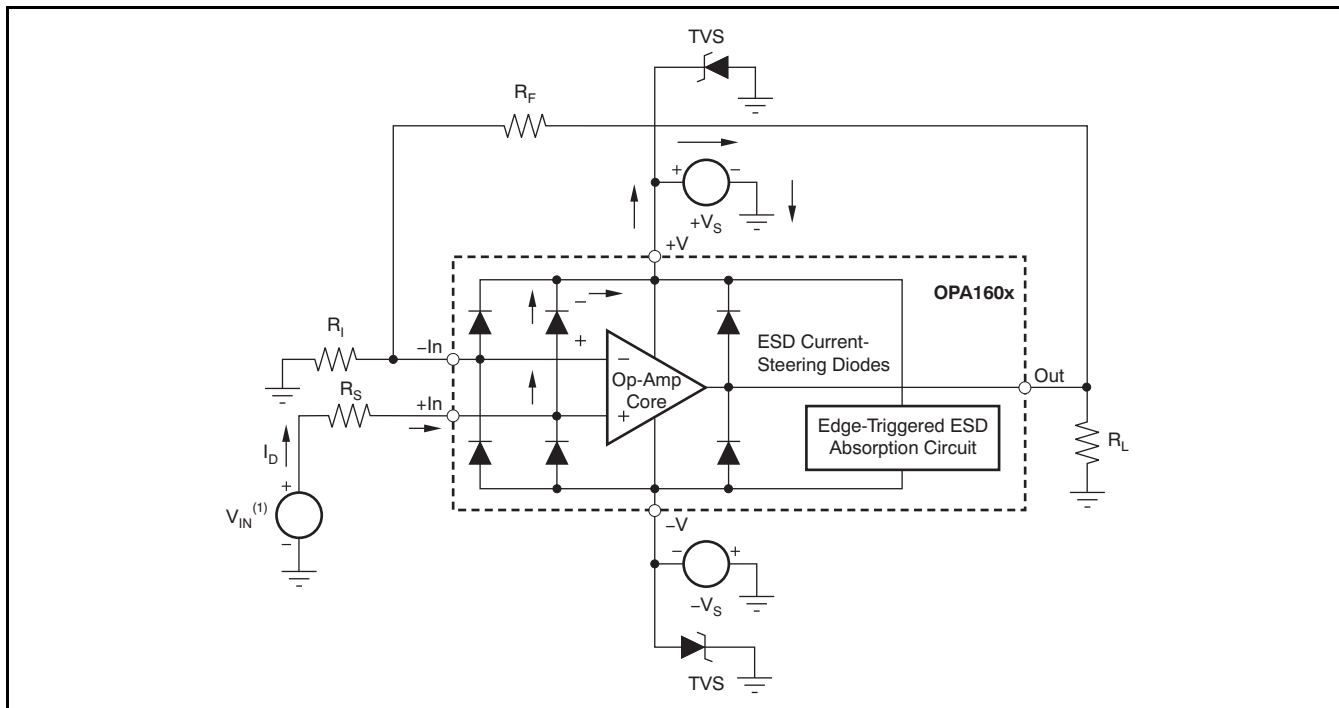 TVS
R_F
+ −
+V_S
+V
OPA160x
−
+
R_I
−In
−
ESD Current-
Steering Diodes
Op-Amp
Core
Out
R_S
+In
+
Edge-Triggered ESD
Absorption Circuit
R_L
I_D
+
V_IN^(1)
−
−V
− +
−V_S
TVS